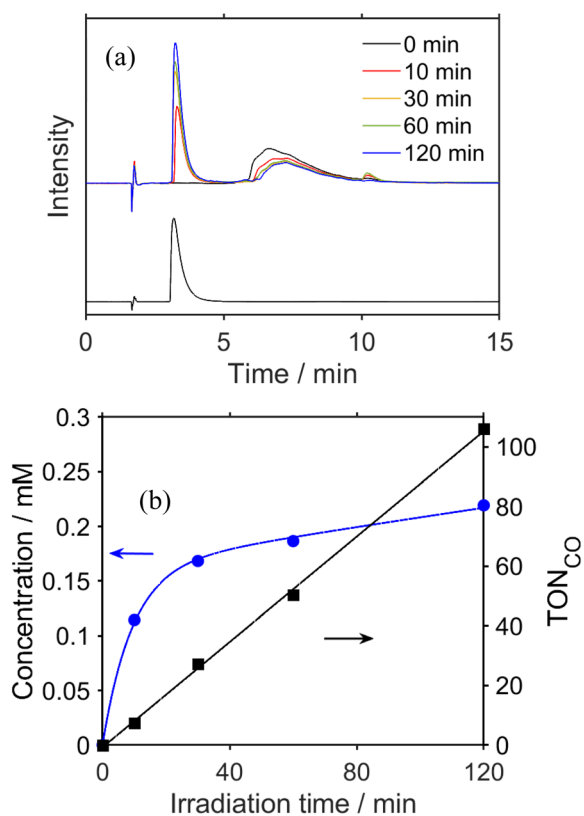 (a)
0 min
10 min
30 min
60 min
120 min
Intensity
0 5 10 15
Time / min
(b)
0.3
0.25
0.2
0.15
0.1
0.05
0
Concentration / mM
100
80
60
40
20
0
TONCO
0 40 80 120
Irradiation time / min